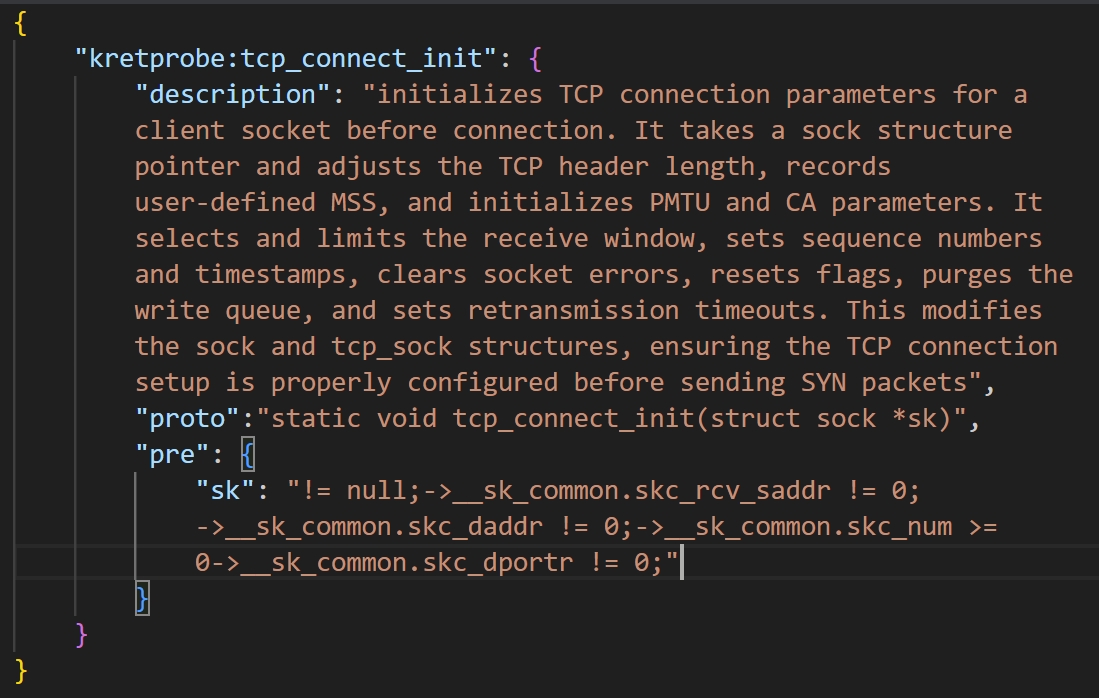 {
"kretprobe:tcp_connect_init": {
"description": "initializes TCP connection parameters for a
client socket before connection. It takes a sock structure
pointer and adjusts the TCP header length, records
user-defined MSS, and initializes PMTU and CA parameters. It
selects and limits the receive window, sets sequence numbers
and timestamps, clears socket errors, resets flags, purges the
write queue, and sets retransmission timeouts. This modifies
the sock and tcp_sock structures, ensuring the TCP connection
setup is properly configured before sending SYN packets",
"proto":"static void tcp_connect_init(struct sock *sk)",
"pre": {
"sk": "!= null;->__sk_common.skc_rcv_saddr != 0;
->__sk_common.skc_daddr != 0;->__sk_common.skc_num >=
0->__sk_common.skc_dportr != 0;"
}
}
}